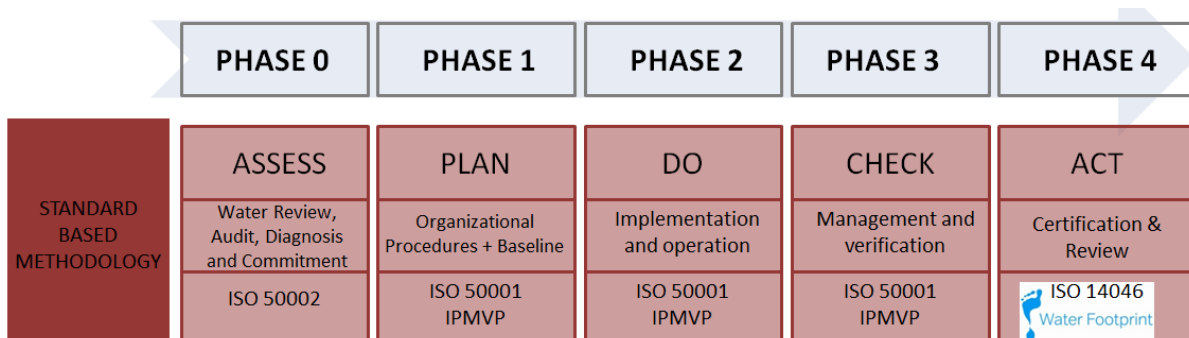 PHASE 0
PHASE 1
PHASE 2
PHASE 3
PHASE 4
STANDARD
BASED
METHODOLOGY
ASSESS
PLAN
DO
CHECK
ACT
Water Review,
Audit, Diagnosis
and Commitment
Organizational
Procedures + Baseline
Implementation
and operation
Management and
verification
Certification &
Review
ISO 50002
ISO 50001
IPMVP
ISO 50001
IPMVP
ISO 50001
IPMVP
ISO 14046
Water Footprint